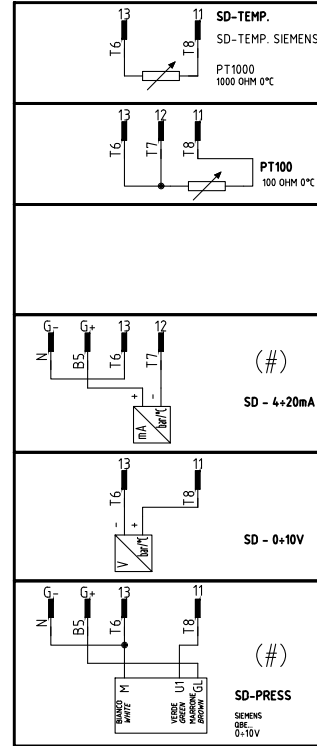 13 11 SD-TEMP.
SD-TEMP. SIEMENS
T6 T8
PT1000
1000 OHM 0°C
13 12 11
T6 T7 T8
PT100
100 OHM 0°C
G- G+ 13 12
N B5 T6 T7
(#)
+ -
mA bar/°C
SD - 4÷20mA
13 11
T6 T8
- +
V bar/°C
SD - 0÷10V
G- G+ 13 11
N B5 T6 T8
(#)
M U1 GL
BIANCO WHITE VERDE GREEN MARRONE BROWN
SD-PRESS
SIEMENS
QBE...
0÷10V